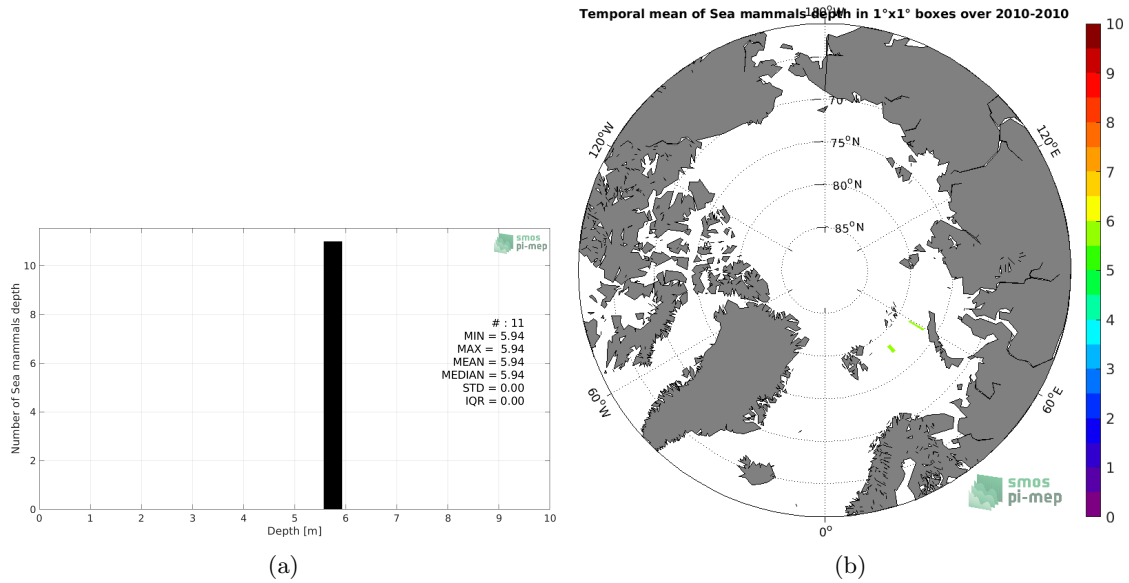 Number of Sea mammals depth
10
8
6
4
2
0
0 1 2 3 4 5 6 7 8 9 10
Depth [m]
smos
pi-mep
# : 11
MIN = 5.94
MAX = 5.94
MEAN = 5.94
MEDIAN = 5.94
STD = 0.00
IQR = 0.00
(a)
Temporal mean of Sea mammals depth in 1°x1° boxes over 2010-2010
180°W
120°W
120°E
60°W
60°E
0°
70°
75°N
80°N
85°N
10
9
8
7
6
5
4
3
2
1
0
smos
pi-mep
(b)